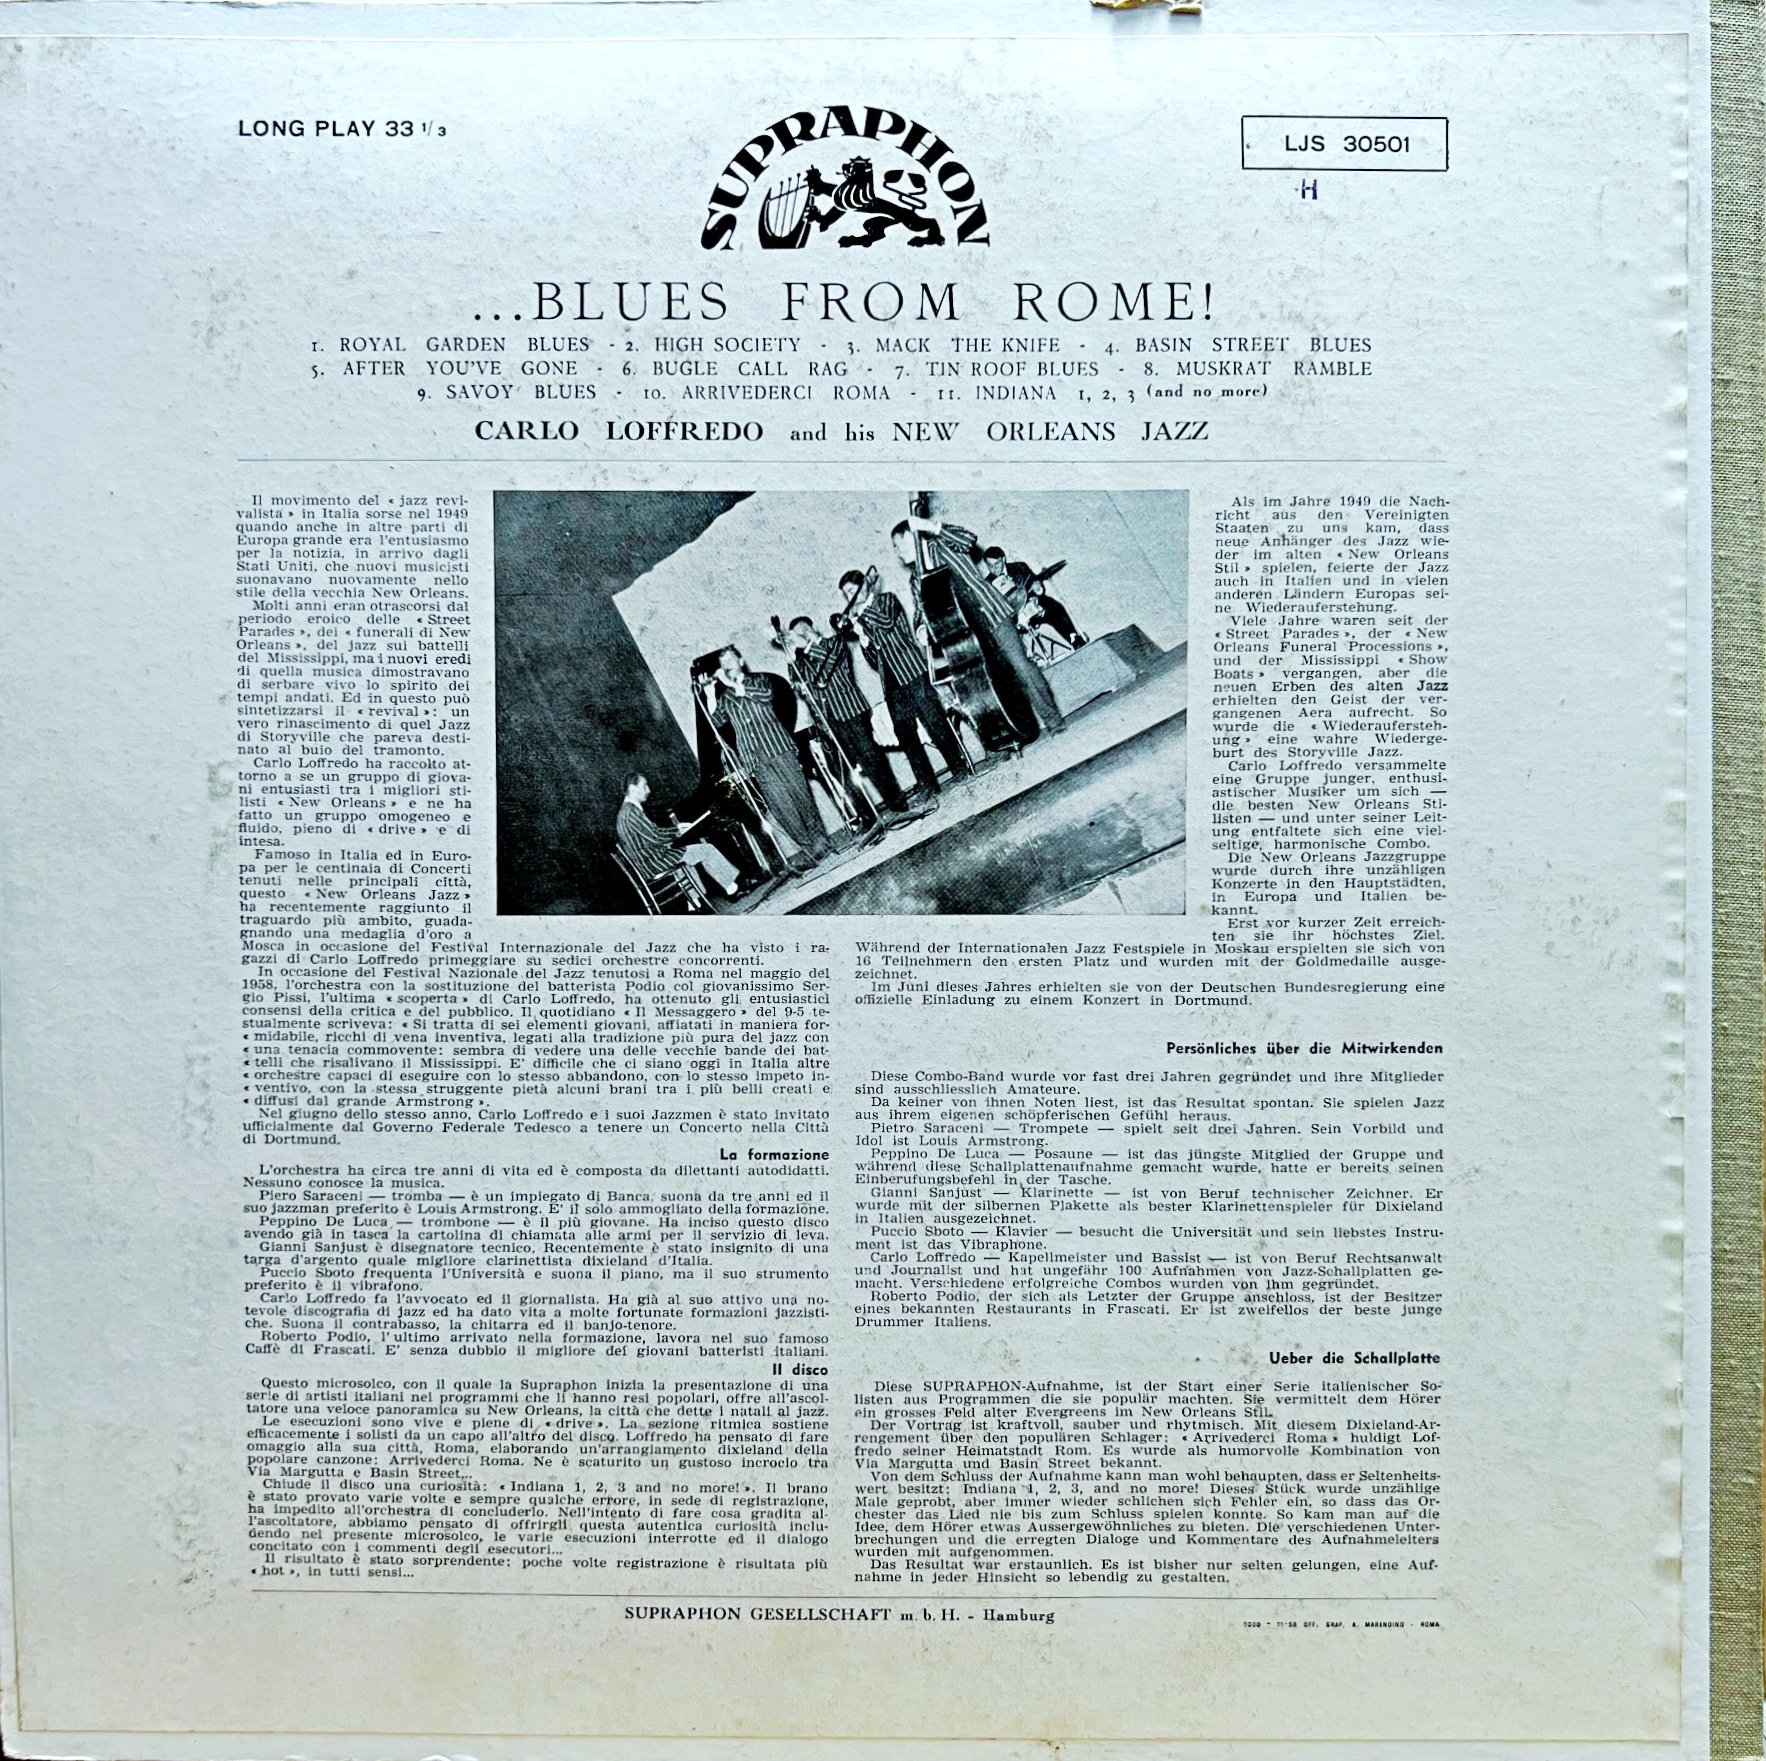 LONG PLAY 33 1/3
SUPRAPHON
LJS 30501
H
...BLUES FROM ROME!
1. ROYAL GARDEN BLUES - 2. HIGH SOCIETY - 3. MACK THE KNIFE - 4. BASIN STREET BLUES
5. AFTER YOU'VE GONE - 6. BUGLE CALL RAG - 7. TIN ROOF BLUES - 8. MUSKRAT RAMBLE
9. SAVOY BLUES - 10. ARRIVEDERCI ROMA - 11. INDIANA 1, 2, 3 (and no more)
CARLO LOFFREDO and his NEW ORLEANS JAZZ
Il movimento del « jazz revi-
valista » in Italia sorse nel 1949
quando anche in altre parti di
Europa grande era l'entusiasmo
per la notizia, in arrivo dagli
Stati Uniti, che nuovi musicisti
suonavano nuovamente nello
stile della vecchia New Orleans.
Molti anni eran otrascorsi dal
periodo eroico delle « Street
Parades », dei « funerali di New
Orleans », del jazz sui battelli
del Mississippi, ma i nuovi eredi
di quella musica dimostravano
di serbare vivo lo spirito dei
tempi andati. Ed in questo può
sintetizzarsi il « revival »: un
vero rinascimento di quel Jazz
di Storyville che pareva desti-
nato al buio del tramonto.
Carlo Loffredo ha raccolto at-
torno a se un gruppo di giova-
ni entusiasti tra i migliori sti-
listi « New Orleans » e ne ha
fatto un gruppo omogeneo e
fluido, pieno di « drive » e di
intesa.
Famoso in Italia ed in Euro-
pa per le centinaia di Concerti
tenuti nelle principali città,
questo « New Orleans Jazz »
ha recentemente raggiunto il
traguardo più ambito, guada-
gnando una medaglia d'oro a
Mosca in occasione del Festival Internazionale del Jazz che ha visto i ra-
gazzi di Carlo Loffredo primeggiare su sedici orchestre concorrenti.
In occasione del Festival Nazionale del Jazz tenutosi a Roma nel maggio del
1958, l'orchestra con la sostituzione del batterista Podio col giovanissimo Ser-
gio Pissi, l'ultima « scoperta » di Carlo Loffredo, ha ottenuto gli entusiastici
consensi della critica e del pubblico. Il quotidiano « Il Messaggero » del 9-5 te-
stualmente scriveva: « Si tratta di sei elementi giovani, affiatati in maniera for-
« midabile, ricchi di vena inventiva, legati alla tradizione più pura del jazz con
« una tenacia commovente: sembra di vedere una delle vecchie bande dei bat-
« telli che risalivano il Mississippi. E' difficile che ci siano oggi in Italia altre
« orchestre capaci di eseguire con lo stesso abbandono, con lo stesso impeto in-
« ventivo, con la stessa struggente pietà alcuni brani tra i più belli creati e
« diffusi dal grande Armstrong ».
Nel giugno dello stesso anno, Carlo Loffredo e i suoi Jazzmen è stato invitato
ufficialmente dal Governo Federale Tedesco a tenere un Concerto nella Città
di Dortmund.
La formazione
L'orchestra ha circa tre anni di vita ed è composta da dilettanti autodidatti.
Nessuno conosce la musica.
Piero Saraceni — tromba — è un impiegato di Banca, suona da tre anni ed il
suo jazzman preferito è Louis Armstrong. E' il solo ammogliato della formazione.
Peppino De Luca — trombone — è il più giovane. Ha inciso questo disco
avendo già in tasca la cartolina di chiamata alle armi per il servizio di leva.
Gianni Sanjust è disegnatore tecnico. Recentemente è stato insignito di una
targa d'argento quale migliore clarinettista dixieland d'Italia.
Puccio Sboto frequenta l'Università e suona il piano, ma il suo strumento
preferito è il vibrafono.
Carlo Loffredo fa l'avvocato ed il giornalista. Ha già al suo attivo una no-
tevole discografia di jazz ed ha dato vita a molte fortunate formazioni jazzisti-
che. Suona il contrabasso, la chitarra ed il banjo-tenore.
Roberto Podio, l'ultimo arrivato nella formazione, lavora nel suo famoso
Caffè di Frascati. E' senza dubbio il migliore dei giovani batteristi italiani.
Il disco
Questo microsolco, con il quale la Supraphon inizia la presentazione di una
serie di artisti italiani nei programmi che li hanno resi popolari, offre all'ascol-
tatore una veloce panoramica su New Orleans, la città che dette i natali al jazz.
Le esecuzioni sono vive e piene di « drive ». La sezione ritmica sostiene
efficacemente i solisti da un capo all'altro del disco. Loffredo ha pensato di fare
omaggio alla sua città, Roma, elaborando un'arrangiamento dixieland della
popolare canzone: Arrivederci Roma. Ne è scaturito un gustoso incrocio tra
Via Margutta e Basin Street...
Chiude il disco una curiosità: « Indiana 1, 2, 3 and no more! ». Il brano
è stato provato varie volte e sempre qualche errore, in sede di registrazione,
ha impedito all'orchestra di concluderlo. Nell'intento di fare cosa gradita al-
l'ascoltatore, abbiamo pensato di offrirgli questa autentica curiosità inclu-
dendo nel presente microsolco, le varie esecuzioni interrotte ed il dialogo
concitato con i commenti degli esecutori...
Il risultato è stato sorprendente: poche volte registrazione è risultata più
« hot », in tutti sensi...
Als im Jahre 1949 die Nach-
richt aus den Vereinigten
Staaten zu uns kam, dass
neue Anhänger des Jazz wie-
der im alten « New Orleans
Stil » spielen, feierte der Jazz
auch in Italien und in vielen
anderen Ländern Europas sei-
ne Wiederauferstehung.
Viele Jahre waren seit der
« Street Parades », der « New
Orleans Funeral Processions »,
und der Mississippi « Show
Boats » vergangen, aber die
neuen Erben des alten Jazz
erhielten den Geist der ver-
gangenen Aera aufrecht. So
wurde die « Wiederaufersteh-
ung » eine wahre Wiederge-
burt des Storyville Jazz.
Carlo Loffredo versammelte
eine Gruppe junger, enthusi-
astischer Musiker um sich —
die besten New Orleans Sti-
listen — und unter seiner Leit-
ung entfaltete sich eine viel-
seitige, harmonische Combo.
Die New Orleans Jazzgruppe
wurde durch ihre unzähligen
Konzerte in den Hauptstädten,
in Europa und Italien be-
kannt.
Erst vor kurzer Zeit erreich-
ten sie ihr höchstes Ziel.
Während der Internationalen Jazz Festspiele in Moskau erspielten sie sich von
16 Teilnehmern den ersten Platz und wurden mit der Goldmedaille ausge-
zeichnet.
Im Juni dieses Jahres erhielten sie von der Deutschen Bundesregierung eine
offizielle Einladung zu einem Konzert in Dortmund.
Persönliches über die Mitwirkenden
Diese Combo-Band wurde vor fast drei Jahren gegründet und ihre Mitglieder
sind ausschliesslich Amateure.
Da keiner von ihnen Noten liest, ist das Resultat spontan. Sie spielen Jazz
aus ihrem eigenen schöpferischen Gefühl heraus.
Pietro Saraceni — Trompete — spielt seit drei Jahren. Sein Vorbild und
Idol ist Louis Armstrong.
Peppino De Luca — Posaune — ist das jüngste Mitglied der Gruppe und
während diese Schallplattenaufnahme gemacht wurde, hatte er bereits seinen
Einberufungsbefehl in der Tasche.
Gianni Sanjust — Klarinette — ist von Beruf technischer Zeichner. Er
wurde mit der silbernen Plakette als bester Klarinettenspieler für Dixieland
in Italien ausgezeichnet.
Puccio Sboto — Klavier — besucht die Universität und sein liebstes Instru-
ment ist das Vibraphone.
Carlo Loffredo — Kapellmeister und Bassist — ist von Beruf Rechtsanwalt
und Journalist und hat ungefähr 100 Aufnahmen von Jazz-Schallplatten ge-
macht. Verschiedene erfolgreiche Combos wurden von ihm gegründet.
Roberto Podio, der sich als Letzter der Gruppe anschloss, ist der Besitzer
eines bekannten Restaurants in Frascati. Er ist zweifellos der beste junge
Drummer Italiens.
Ueber die Schallplatte
Diese SUPRAPHON-Aufnahme, ist der Start einer Serie italienischer So-
listen aus Programmen die sie populär machten. Sie vermittelt dem Hörer
ein grosses Feld alter Evergreens im New Orleans Stil.
Der Vortrag ist kraftvoll, sauber und rhytmisch. Mit diesem Dixieland-Ar-
rengement über den populären Schlager: « Arrivederci Roma » huldigt Lof-
fredo seiner Heimatstadt Rom. Es wurde als humorvolle Kombination von
Via Margutta und Basin Street bekannt.
Von dem Schluss der Aufnahme kann man wohl behaupten, dass er Seltenheits-
wert besitzt: Indiana 1, 2, 3, and no more! Dieses Stück wurde unzählige
Male geprobt, aber immer wieder schlichen sich Fehler ein, so dass das Or-
chester das Lied nie bis zum Schluss spielen konnte. So kam man auf die
Idee, dem Hörer etwas Aussergewöhnliches zu bieten. Die verschiedenen Unter-
brechungen und die erregten Dialoge und Kommentare des Aufnahmeleiters
wurden mit aufgenommen.
Das Resultat war erstaunlich. Es ist bisher nur selten gelungen, eine Auf-
nahme in jeder Hinsicht so lebendig zu gestalten.
SUPRAPHON GESELLSCHAFT m. b. H. - Hamburg
1000 - 11-58 OFF. GRAF. A. MARENDINO - ROMA